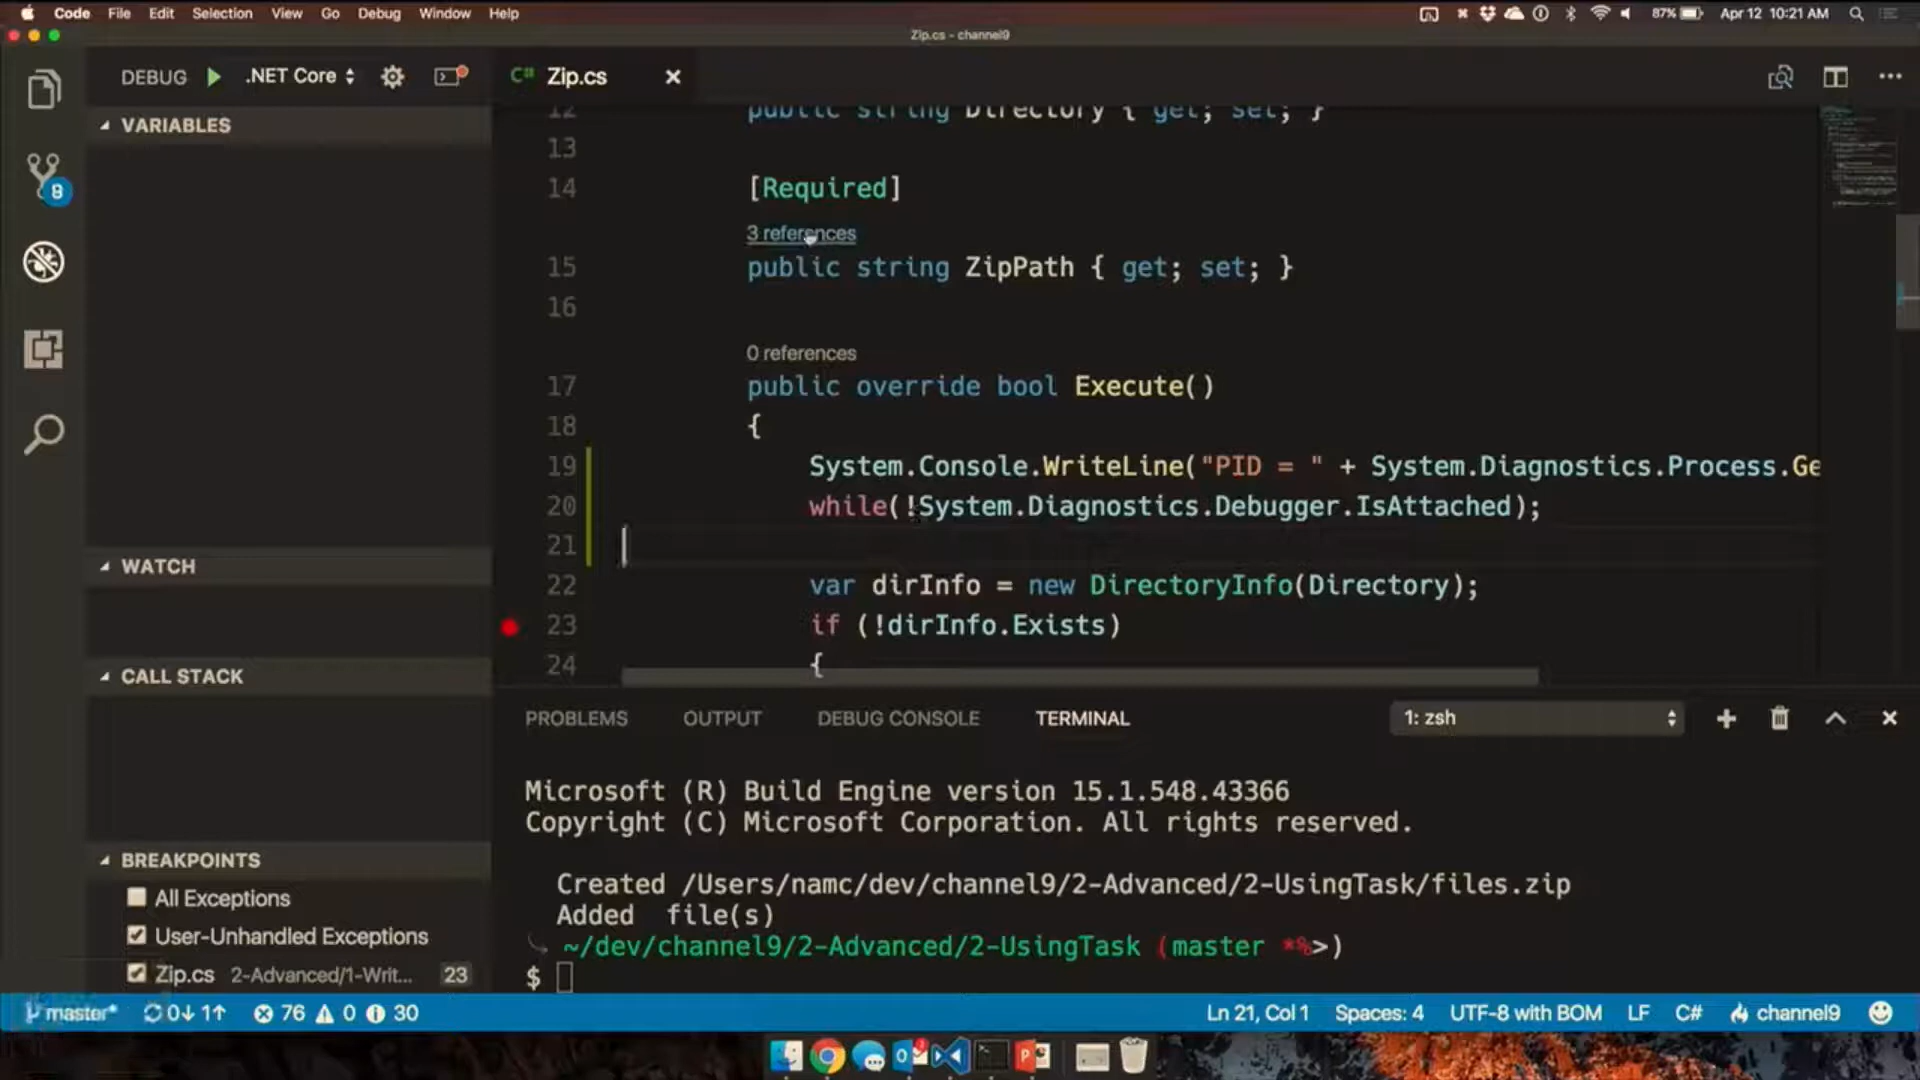 Code File Edit Selection View Go Debug Window Help
87% Apr 12 10:21 AM
Zip.cs - channel9
DEBUG .NET Core
C# Zip.cs
VARIABLES
WATCH
CALL STACK
BREAKPOINTS
All Exceptions
User-Unhandled Exceptions
Zip.cs 2-Advanced/1-Writ... 23
8
12 public string Directory { get; set; }
13
14 [Required]
3 references
15 public string ZipPath { get; set; }
16
0 references
17 public override bool Execute()
18 {
19 System.Console.WriteLine("PID = " + System.Diagnostics.Process.Ge
20 while(!System.Diagnostics.Debugger.IsAttached);
21
22 var dirInfo = new DirectoryInfo(Directory);
23 if (!dirInfo.Exists)
24 {
PROBLEMS OUTPUT DEBUG CONSOLE TERMINAL 1: zsh
Microsoft (R) Build Engine version 15.1.548.43366
Copyright (C) Microsoft Corporation. All rights reserved.
Created /Users/namc/dev/channel9/2-Advanced/2-UsingTask/files.zip
Added file(s)
~/dev/channel9/2-Advanced/2-UsingTask (master *%>)
$
master* 0↓ 1↑ 76 0 30 Ln 21, Col 1 Spaces: 4 UTF-8 with BOM LF C# channel9